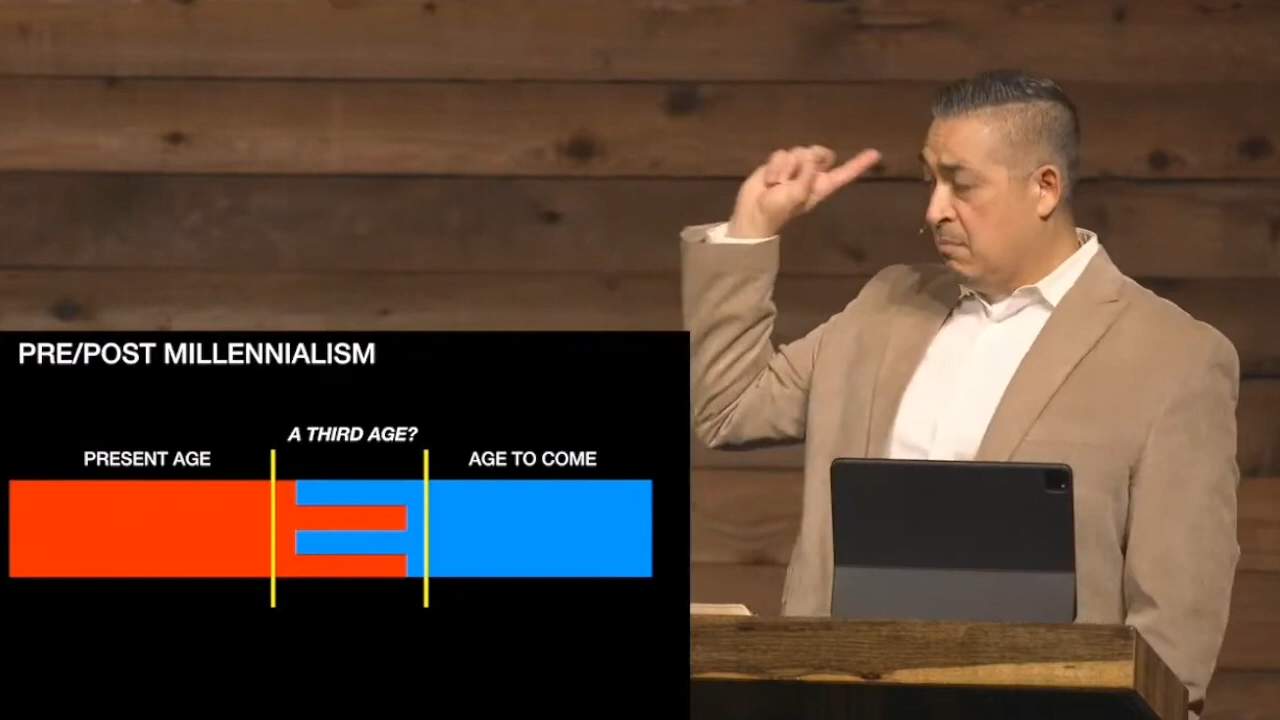 PRE/POST MILLENNIALISM
A THIRD AGE?
PRESENT AGE
AGE TO COME